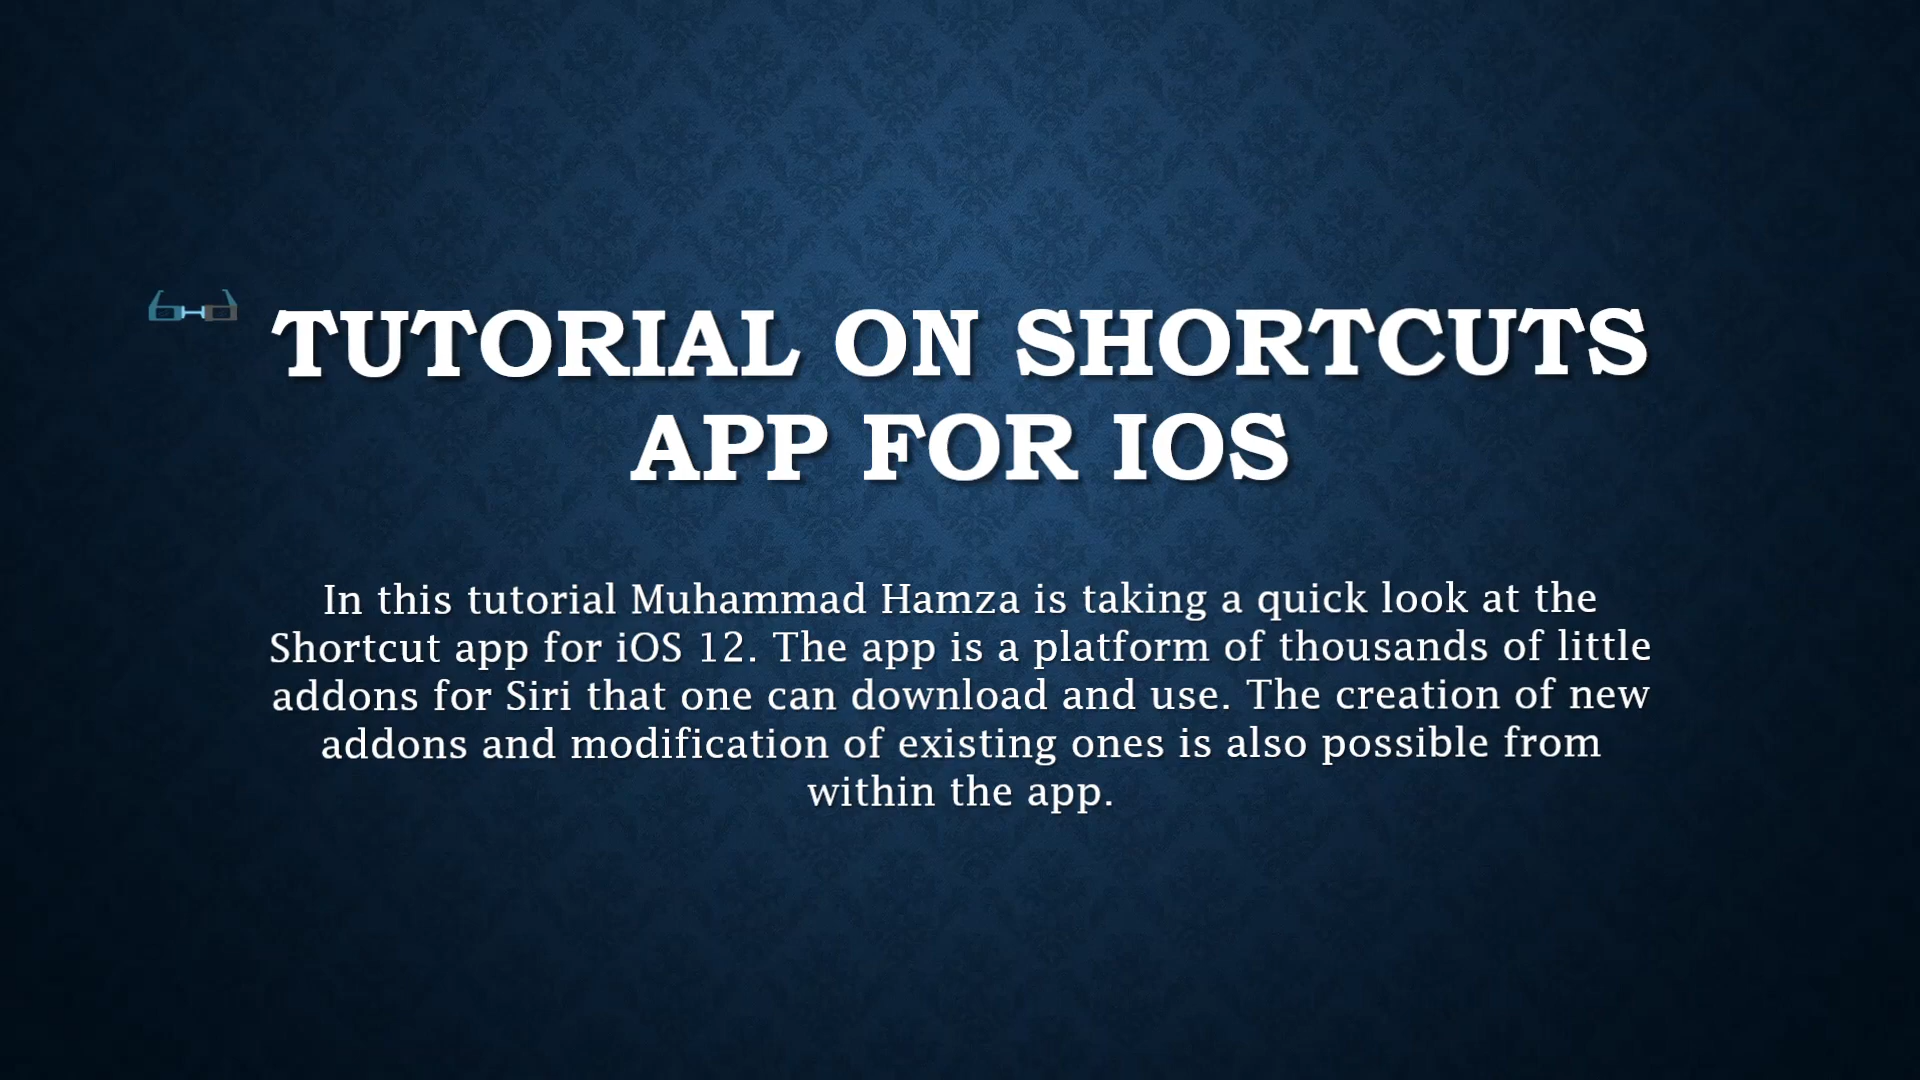 TUTORIAL ON SHORTCUTS
APP FOR IOS
In this tutorial Muhammad Hamza is taking a quick look at the
Shortcut app for iOS 12. The app is a platform of thousands of little
addons for Siri that one can download and use. The creation of new
addons and modification of existing ones is also possible from
within the app.